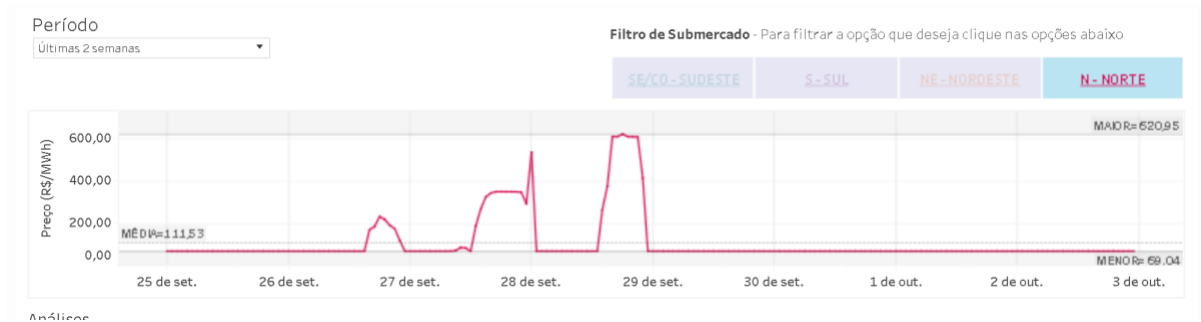 Período
Últimas 2 semanas
Filtro de Submercado - Para filtrar a opção que deseja clique nas opções abaixo
SE/CO - SUDESTE
S - SUL
NE - NORDESTE
N - NORTE
Preço (R$/MWh)
600,00
400,00
200,00
0,00
MAIOR= 620,95
MÉDIA=111,53
MENOR= 69.04
25 de set.
26 de set.
27 de set.
28 de set.
29 de set.
30 de set.
1 de out.
2 de out.
3 de out.
Análises